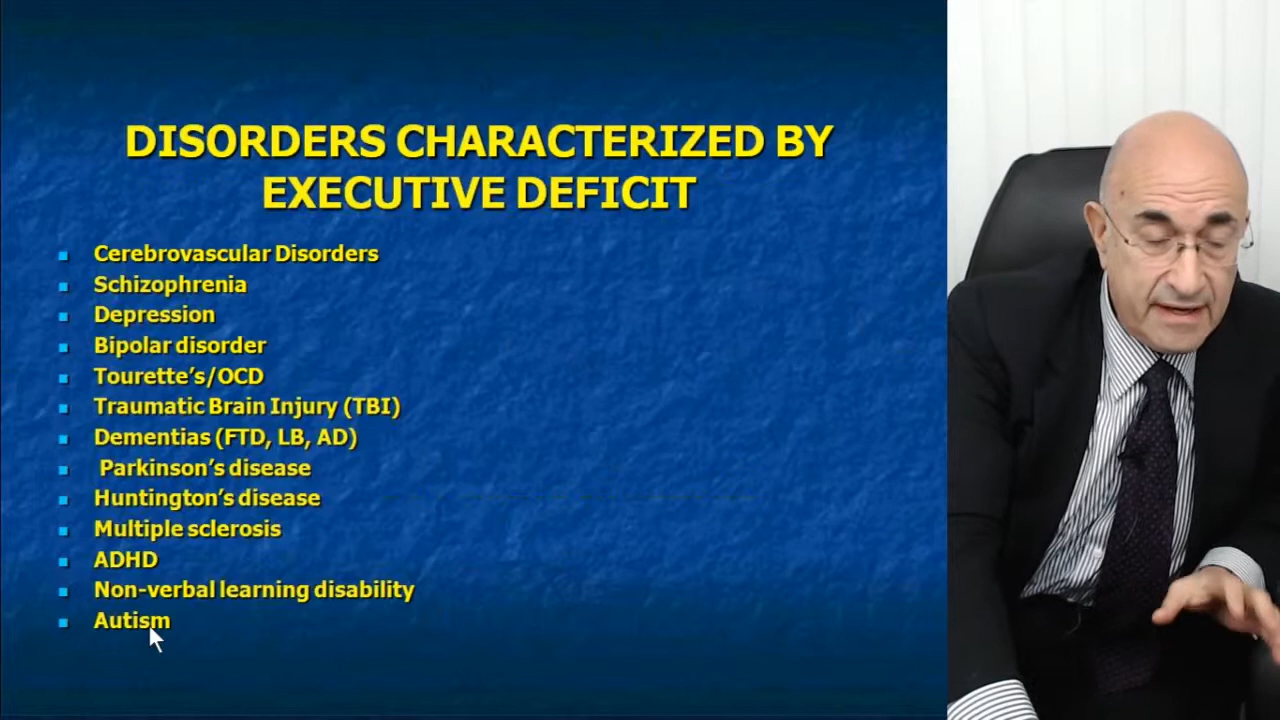 DISORDERS CHARACTERIZED BY
EXECUTIVE DEFICIT
Cerebrovascular Disorders
Schizophrenia
Depression
Bipolar disorder
Tourette’s/OCD
Traumatic Brain Injury (TBI)
Dementias (FTD, LB, AD)
Parkinson’s disease
Huntington’s disease
Multiple sclerosis
ADHD
Non-verbal learning disability
Autism